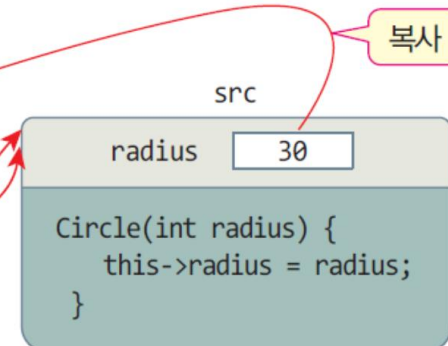 복사
src
radius 30
Circle(int radius) {
this->radius = radius;
}